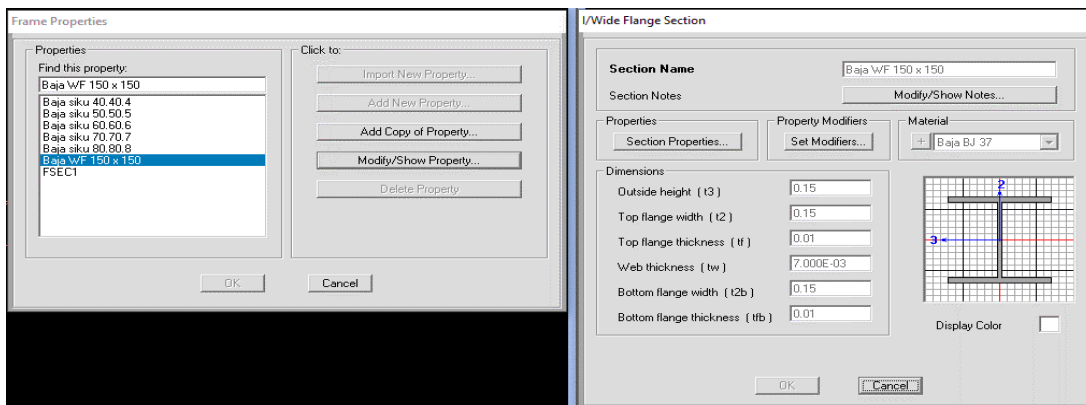 Frame Properties
Properties
Find this property:
Baja WF 150 x 150
Baja siku 40.40.4
Baja siku 50.50.5
Baja siku 60.60.6
Baja siku 70.70.7
Baja siku 80.80.8
Baja WF 150 x 150
FSEC1
Click to:
Import New Property...
Add New Property...
Add Copy of Property...
Modify/Show Property...
Delete Property
OK
Cancel
I/Wide Flange Section
Section Name
Baja WF 150 x 150
Section Notes
Modify/Show Notes...
Properties
Section Properties...
Property Modifiers
Set Modifiers...
Material
+ Baja BJ 37
Dimensions
Outside height ( t3 ) 0.15
Top flange width ( t2 ) 0.15
Top flange thickness ( tf ) 0.01
Web thickness ( tw ) 7.000E-03
Bottom flange width ( t2b ) 0.15
Bottom flange thickness ( tfb ) 0.01
2
3
Display Color
OK
Cancel